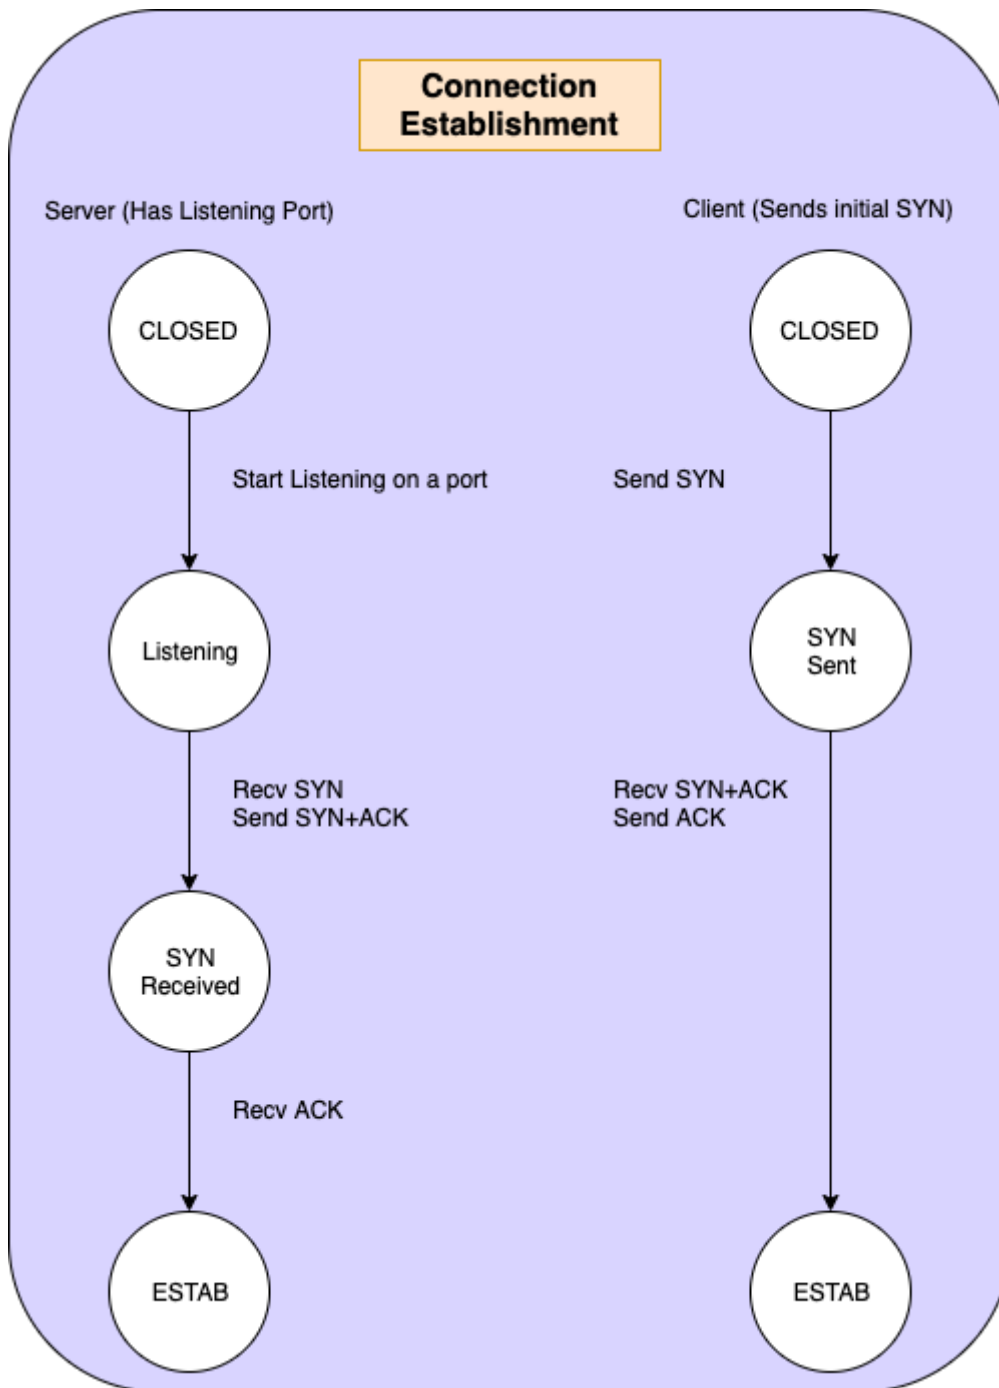 Connection
Establishment
Server (Has Listening Port)
Client (Sends initial SYN)
CLOSED
CLOSED
Start Listening on a port
Send SYN
Listening
SYN
Sent
Recv SYN
Send SYN+ACK
Recv SYN+ACK
Send ACK
SYN
Received
Recv ACK
ESTAB
ESTAB